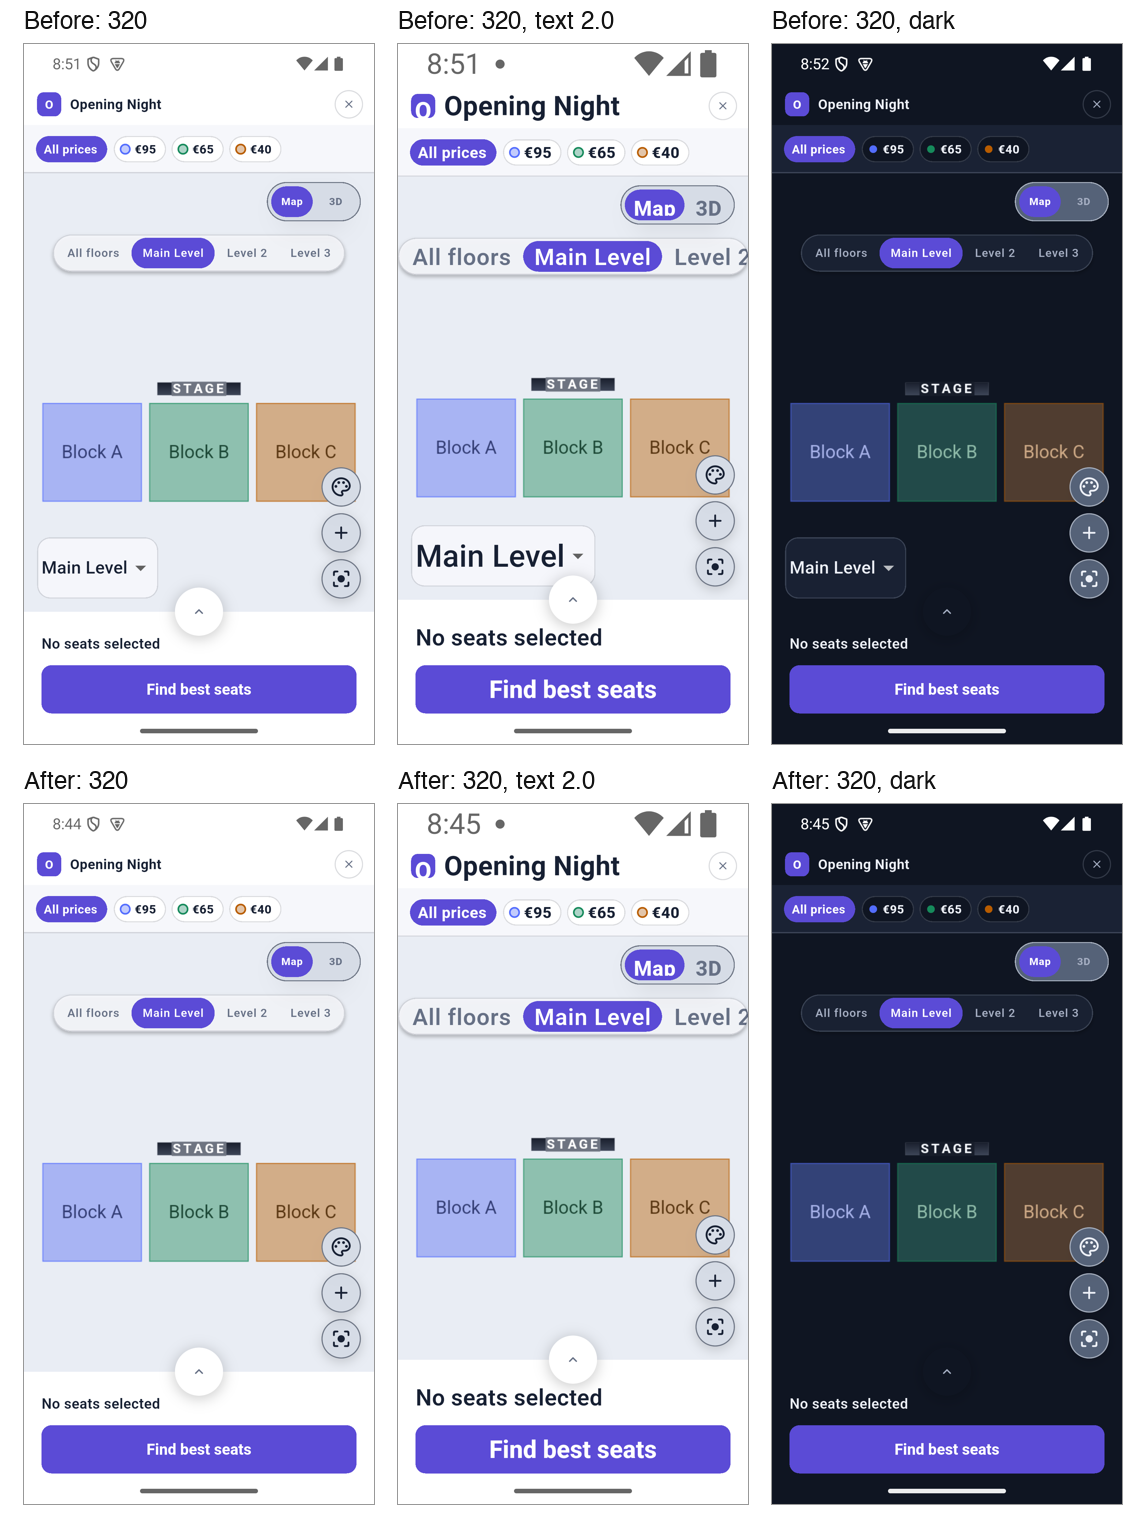 Before: 320
8:51
O Opening Night ×
All prices €95 €65 €40
Map 3D
All floors Main Level Level 2 Level 3
STAGE
Block A Block B Block C
Main Level
No seats selected
Find best seats
Before: 320, text 2.0
8:51
O Opening Night ×
All prices €95 €65 €40
Map 3D
All floors Main Level Level 2
STAGE
Block A Block B Block C
Main Level
No seats selected
Find best seats
Before: 320, dark
8:52
O Opening Night ×
All prices €95 €65 €40
Map 3D
All floors Main Level Level 2 Level 3
STAGE
Block A Block B Block C
Main Level
No seats selected
Find best seats
After: 320
8:44
O Opening Night ×
All prices €95 €65 €40
Map 3D
All floors Main Level Level 2 Level 3
STAGE
Block A Block B Block C
No seats selected
Find best seats
After: 320, text 2.0
8:45
O Opening Night ×
All prices €95 €65 €40
Map 3D
All floors Main Level Level 2
STAGE
Block A Block B Block C
No seats selected
Find best seats
After: 320, dark
8:45
O Opening Night ×
All prices €95 €65 €40
Map 3D
All floors Main Level Level 2 Level 3
STAGE
Block A Block B Block C
No seats selected
Find best seats